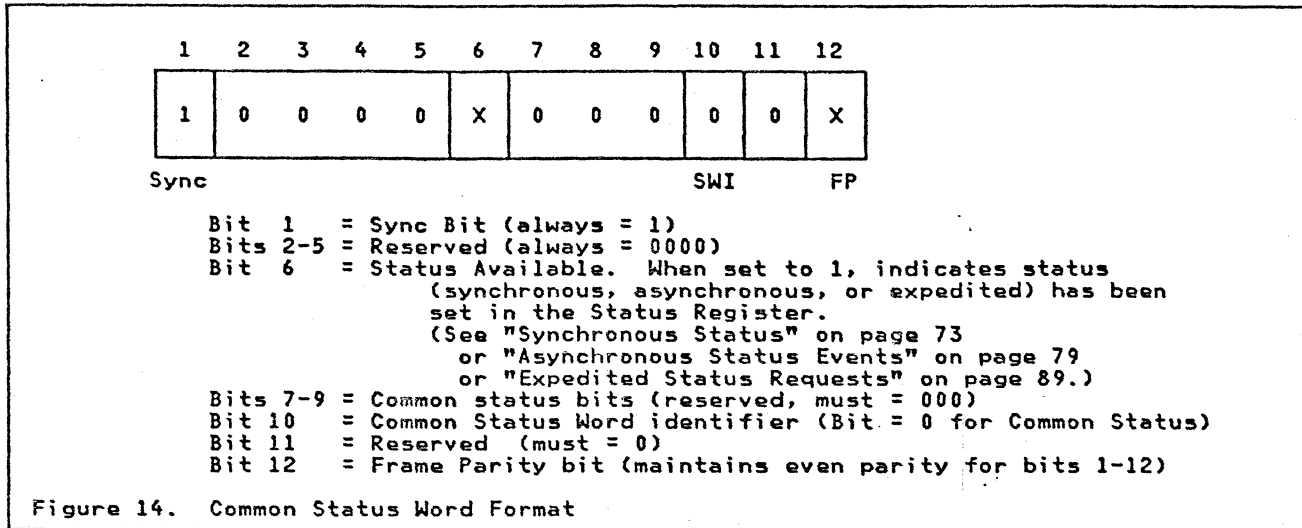 1 2 3 4 5 6 7 8 9 10 11 12
1 0 0 0 0 X 0 0 0 0 0 X
Sync SWI FP
Bit 1 = Sync Bit (always = 1)
Bits 2-5 = Reserved (always = 0000)
Bit 6 = Status Available. When set to 1, indicates status
(synchronous, asynchronous, or expedited) has been
set in the Status Register.
(See "Synchronous Status" on page 73
or "Asynchronous Status Events" on page 79
or "Expedited Status Requests" on page 89.)
Bits 7-9 = Common status bits (reserved, must = 000)
Bit 10 = Common Status Word identifier (Bit = 0 for Common Status)
Bit 11 = Reserved (must = 0)
Bit 12 = Frame Parity bit (maintains even parity for bits 1-12)
Figure 14. Common Status Word Format